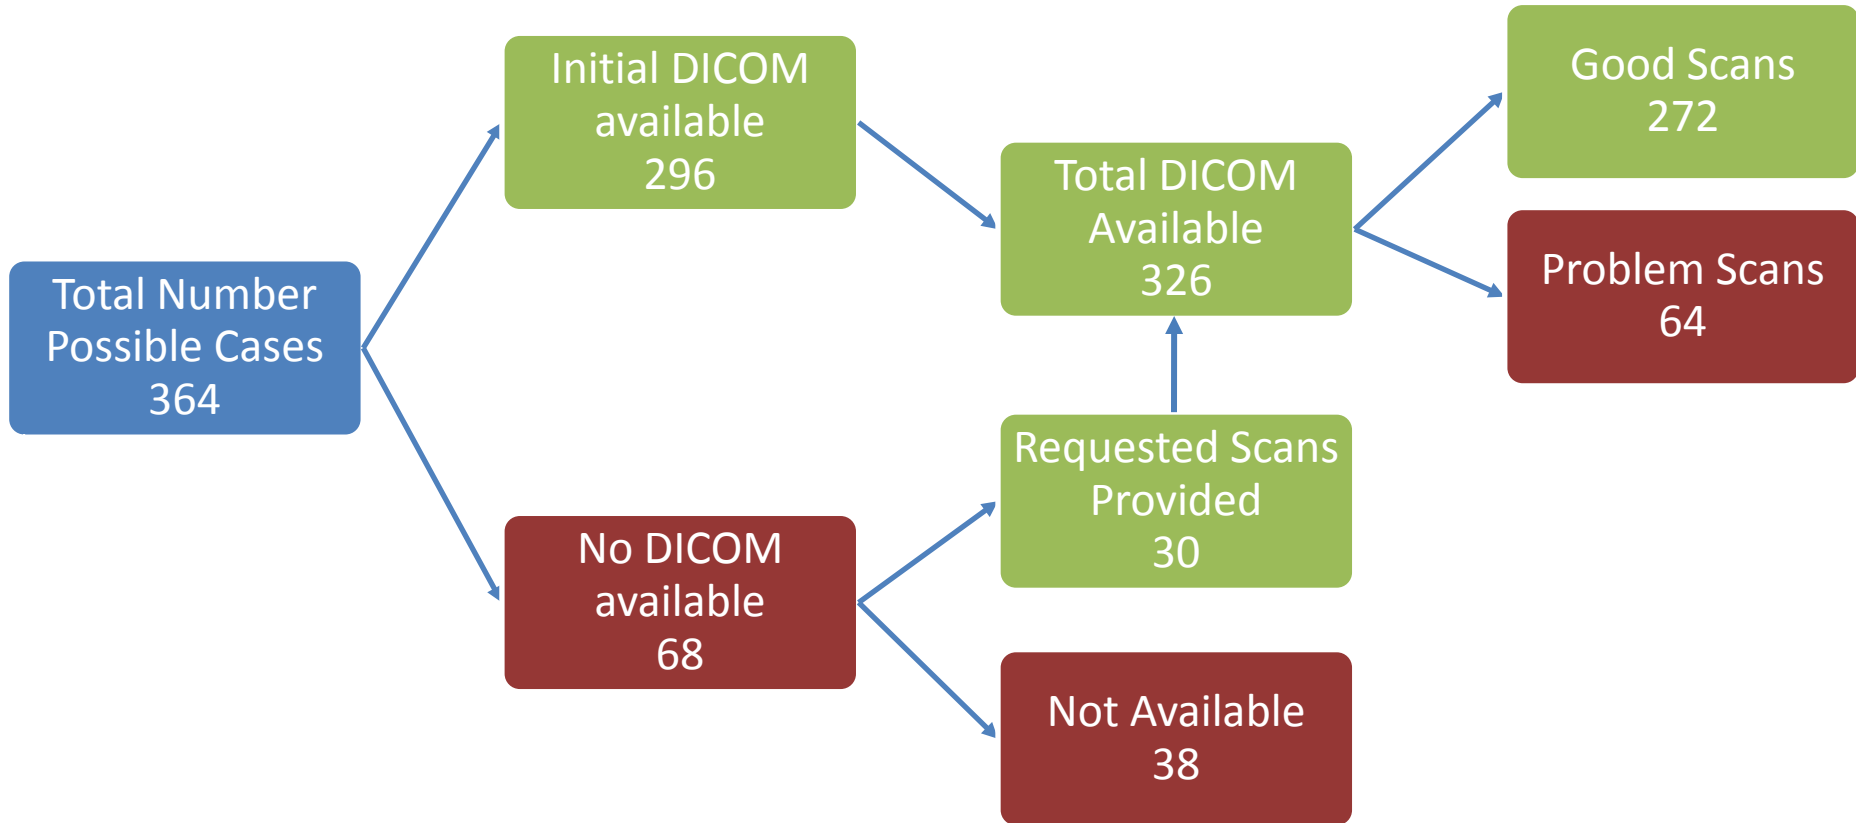 Total Number
Possible Cases
364
Initial DICOM
available
296
No DICOM
available
68
Total DICOM
Available
326
Requested Scans
Provided
30
Not Available
38
Good Scans
272
Problem Scans
64